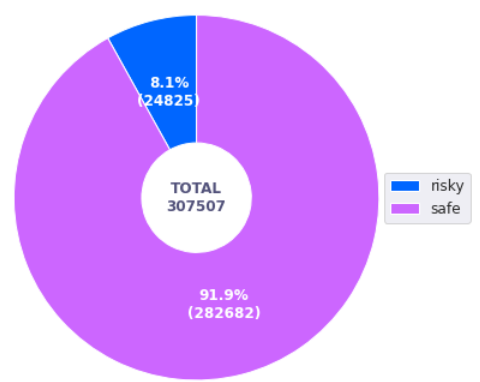 8.1%
(24825)
TOTAL
307507
risky
safe
91.9%
(282682)